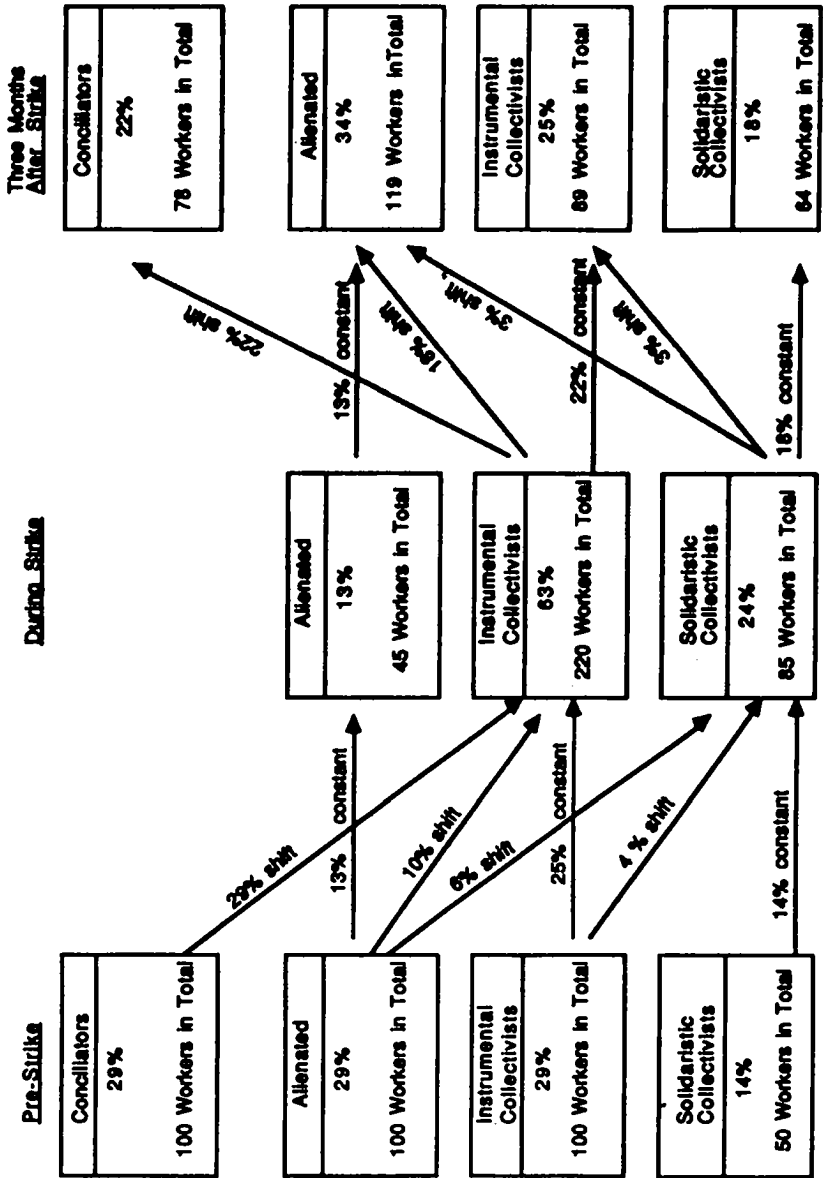 Pre-Strike
Conciliators
29%
100 Workers in Total
Alienated
29%
100 Workers in Total
Instrumental
Collectivists
29%
100 Workers in Total
Solidaristic
Collectivists
14%
50 Workers in Total
29% shift
13% constant
10% shift
6% shift
25% constant
4 % shift
14% constant
During Strike
Alienated
13%
45 Workers in Total
Instrumental
Collectivists
63%
220 Workers in Total
Solidaristic
Collectivists
24%
85 Workers in Total
22% shift
13% constant
18% shift
3% shift
22% constant
3% shift
18% constant
Three Months
After Strike
Conciliators
22%
78 Workers in Total
Alienated
34%
119 Workers inTotal
Instrumental
Collectivists
25%
89 Workers in Total
Solidaristic
Collectivists
18%
64 Workers in Total